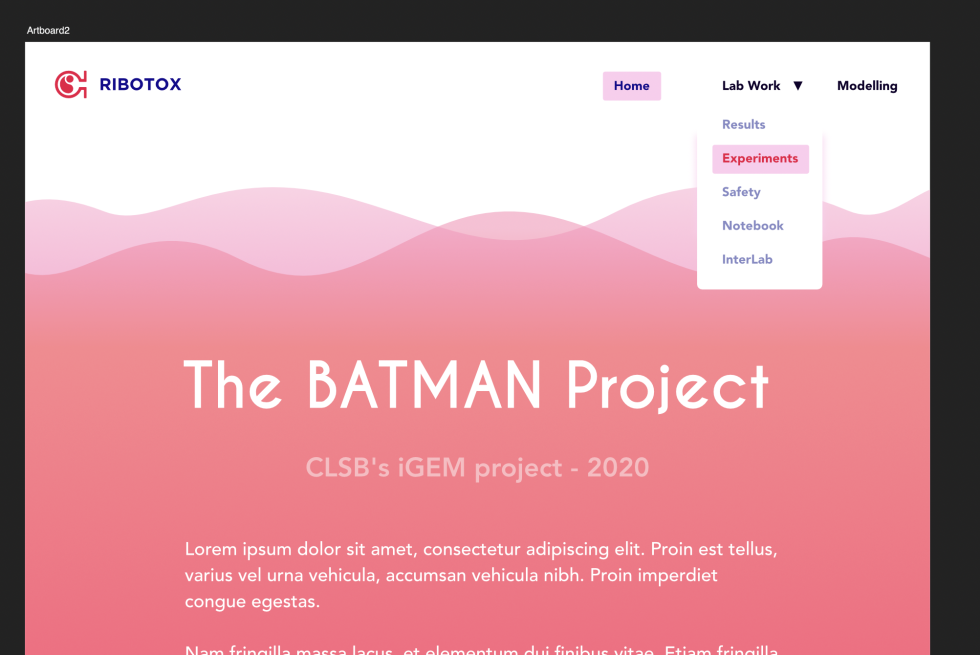 Artboard2
RIBOTOX
Home
Lab Work ▼
Modelling
Results
Experiments
Safety
Notebook
InterLab
The BATMAN Project
CLSB's iGEM project - 2020
Lorem ipsum dolor sit amet, consectetur adipiscing elit. Proin est tellus,
varius vel urna vehicula, accumsan vehicula nibh. Proin imperdiet
congue egestas.
Nam fringilla massa lacus, et elementum dui finibus vitae. Etiam fringilla